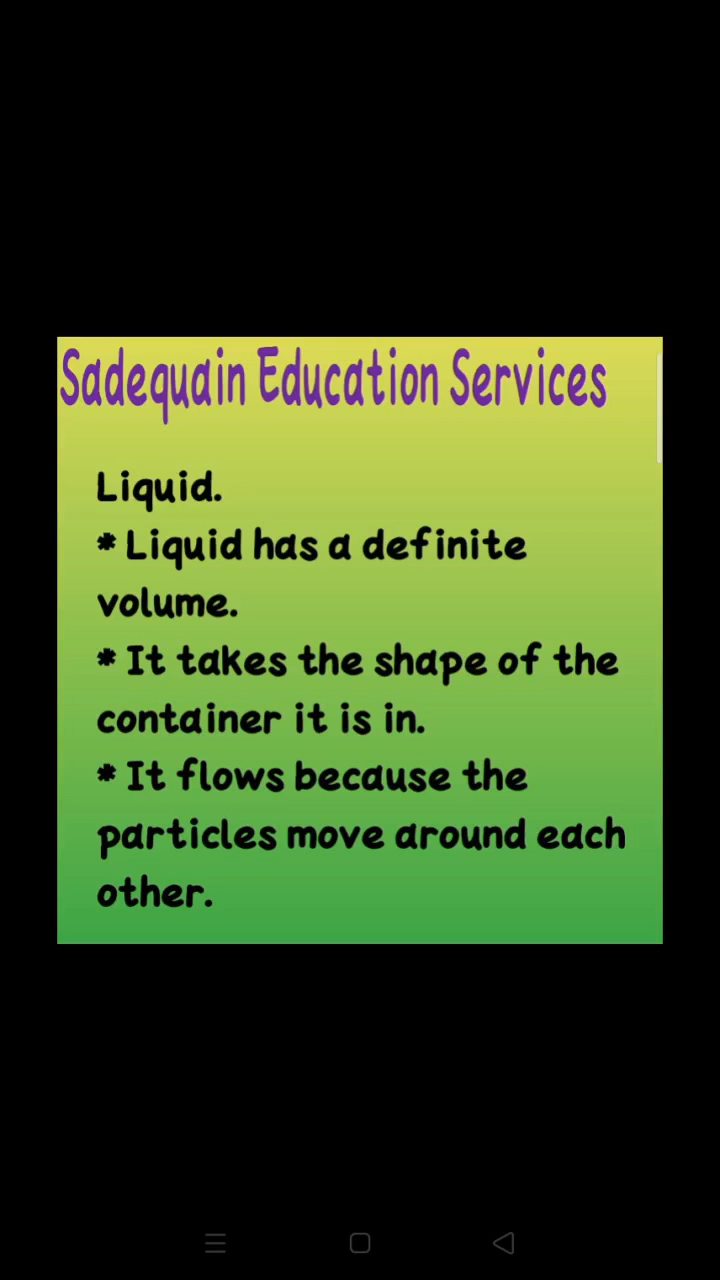 Sadequain Education Services
Liquid.
* Liquid has a definite
volume.
* It takes the shape of the
container it is in.
* It flows because the
particles move around each
other.